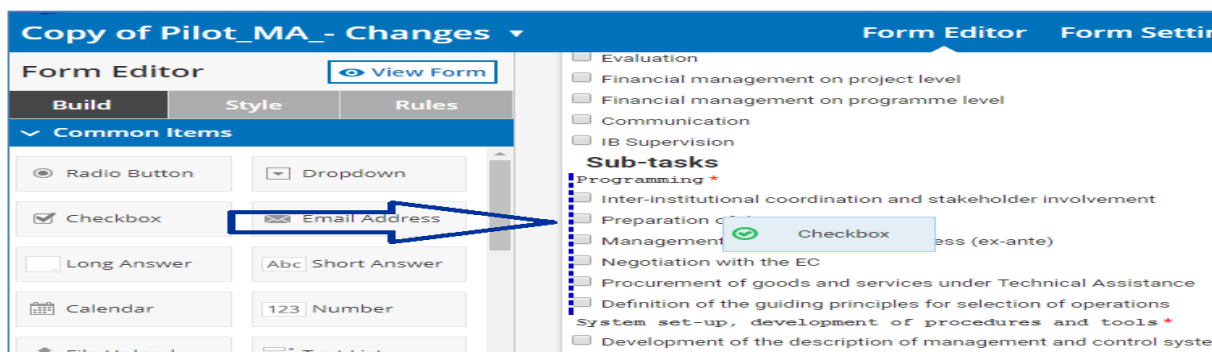 Copy of Pilot_MA_- Changes
Form Editor
Form Editor
View Form
Build
Style
Rules
Common Items
Radio Button
Dropdown
Checkbox
Email Address
Long Answer
Abc Short Answer
Calendar
123 Number
Evaluation
Financial management on project level
Financial management on programme level
Communication
IB Supervision
Sub-tasks
Programming *
Inter-institutional coordination and stakeholder involvement
Preparation
Checkbox
Management ess (ex-ante)
Negotiation with the EC
Procurement of goods and services under Technical Assistance
Definition of the guiding principles for selection of operations
System set-up, development of procedures and tools *
Development of the description of management and control syste